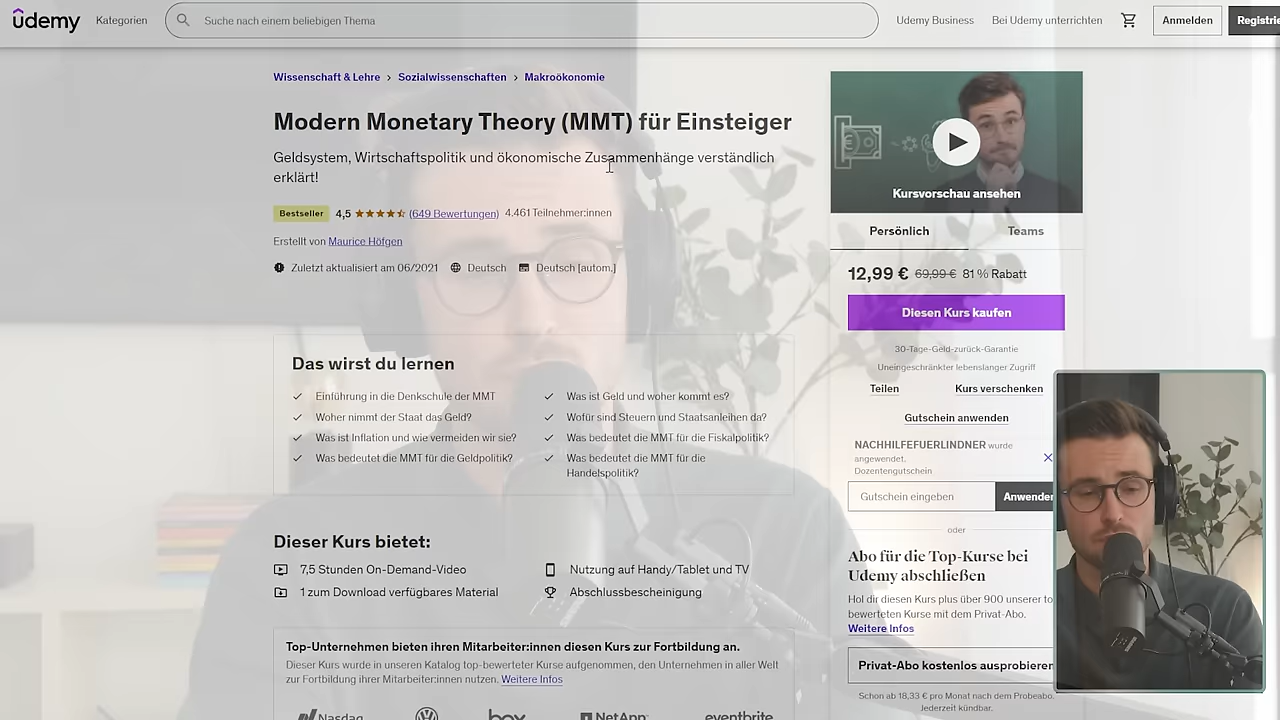 ûdemy
Kategorien
Suche nach einem beliebigen Thema
Udemy Business
Bei Udemy unterrichten
Anmelden
Wissenschaft & Lehre > Sozialwissenschaften > Makroökonomie
Modern Monetary Theory (MMT) für Einsteiger
Geldsystem, Wirtschaftspolitik und ökonomische Zusammenhänge verständlich
erklärt!
Bestseller 4,5 (649 Bewertungen) 4.461 Teilnehmer:innen
Erstellt von Maurice Höfgen
Zuletzt aktualisiert am 06/2021 Deutsch Deutsch [autom.]
Das wirst du lernen
Einführung in die Denkschule der MMT
Woher nimmt der Staat das Geld?
Was ist Inflation und wie vermeiden wir sie?
Was bedeutet die MMT für die Geldpolitik?
Was ist Geld und woher kommt es?
Wofür sind Steuern und Staatsanleihen da?
Was bedeutet die MMT für die Fiskalpolitik?
Was bedeutet die MMT für die
Handelspolitik?
Dieser Kurs bietet:
7,5 Stunden On-Demand-Video
1 zum Download verfügbares Material
Nutzung auf Handy/Tablet und TV
Abschlussbescheinigung
Top-Unternehmen bieten ihren Mitarbeiter:innen diesen Kurs zur Fortbildung an.
Dieser Kurs wurde in unseren Katalog top-bewerteter Kurse aufgenommen, den Unternehmen in aller Welt
zur Fortbildung ihrer Mitarbeiter:innen nutzen. Weitere Infos
Nasdaq
box
NetApp
eventbrite
Kursvorschau ansehen
Persönlich
Teams
12,99 € 69,99 € 81 % Rabatt
Diesen Kurs kaufen
30-Tage-Geld-zurück-Garantie
Uneingeschränkter lebenslanger Zugriff
Teilen
Kurs verschenken
Gutschein anwenden
NACHHILFEFUERLINDNER wurde
angewendet.
Dozentengutschein
Gutschein eingeben
Anwenden
oder
Abo für die Top-Kurse bei
Udemy abschließen
Hol dir diesen Kurs plus über 900 unserer
bewerteten Kurse mit dem Privat-Abo.
Weitere Infos
Privat-Abo kostenlos ausprobieren
Schon ab 18,33 € pro Monat nach dem Probeabo.
Jederzeit kündbar.